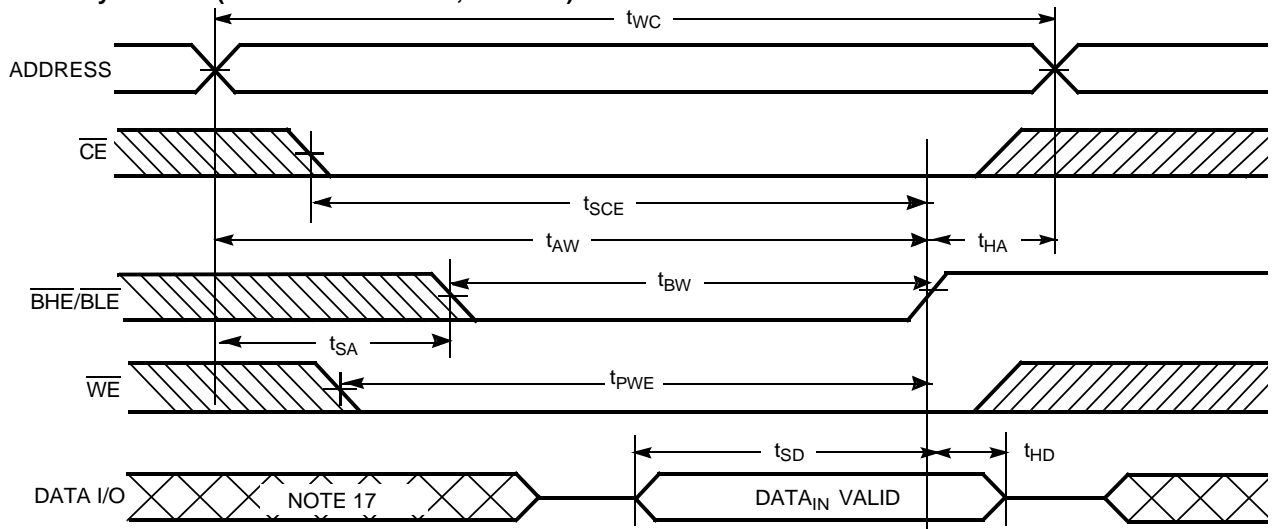 tWC
ADDRESS
CE
tSCE
tAW
tHA
BHE/BLE
tBW
tSA
WE
tPWE
tSD
tHD
DATA I/O
NOTE 17
DATAIN VALID